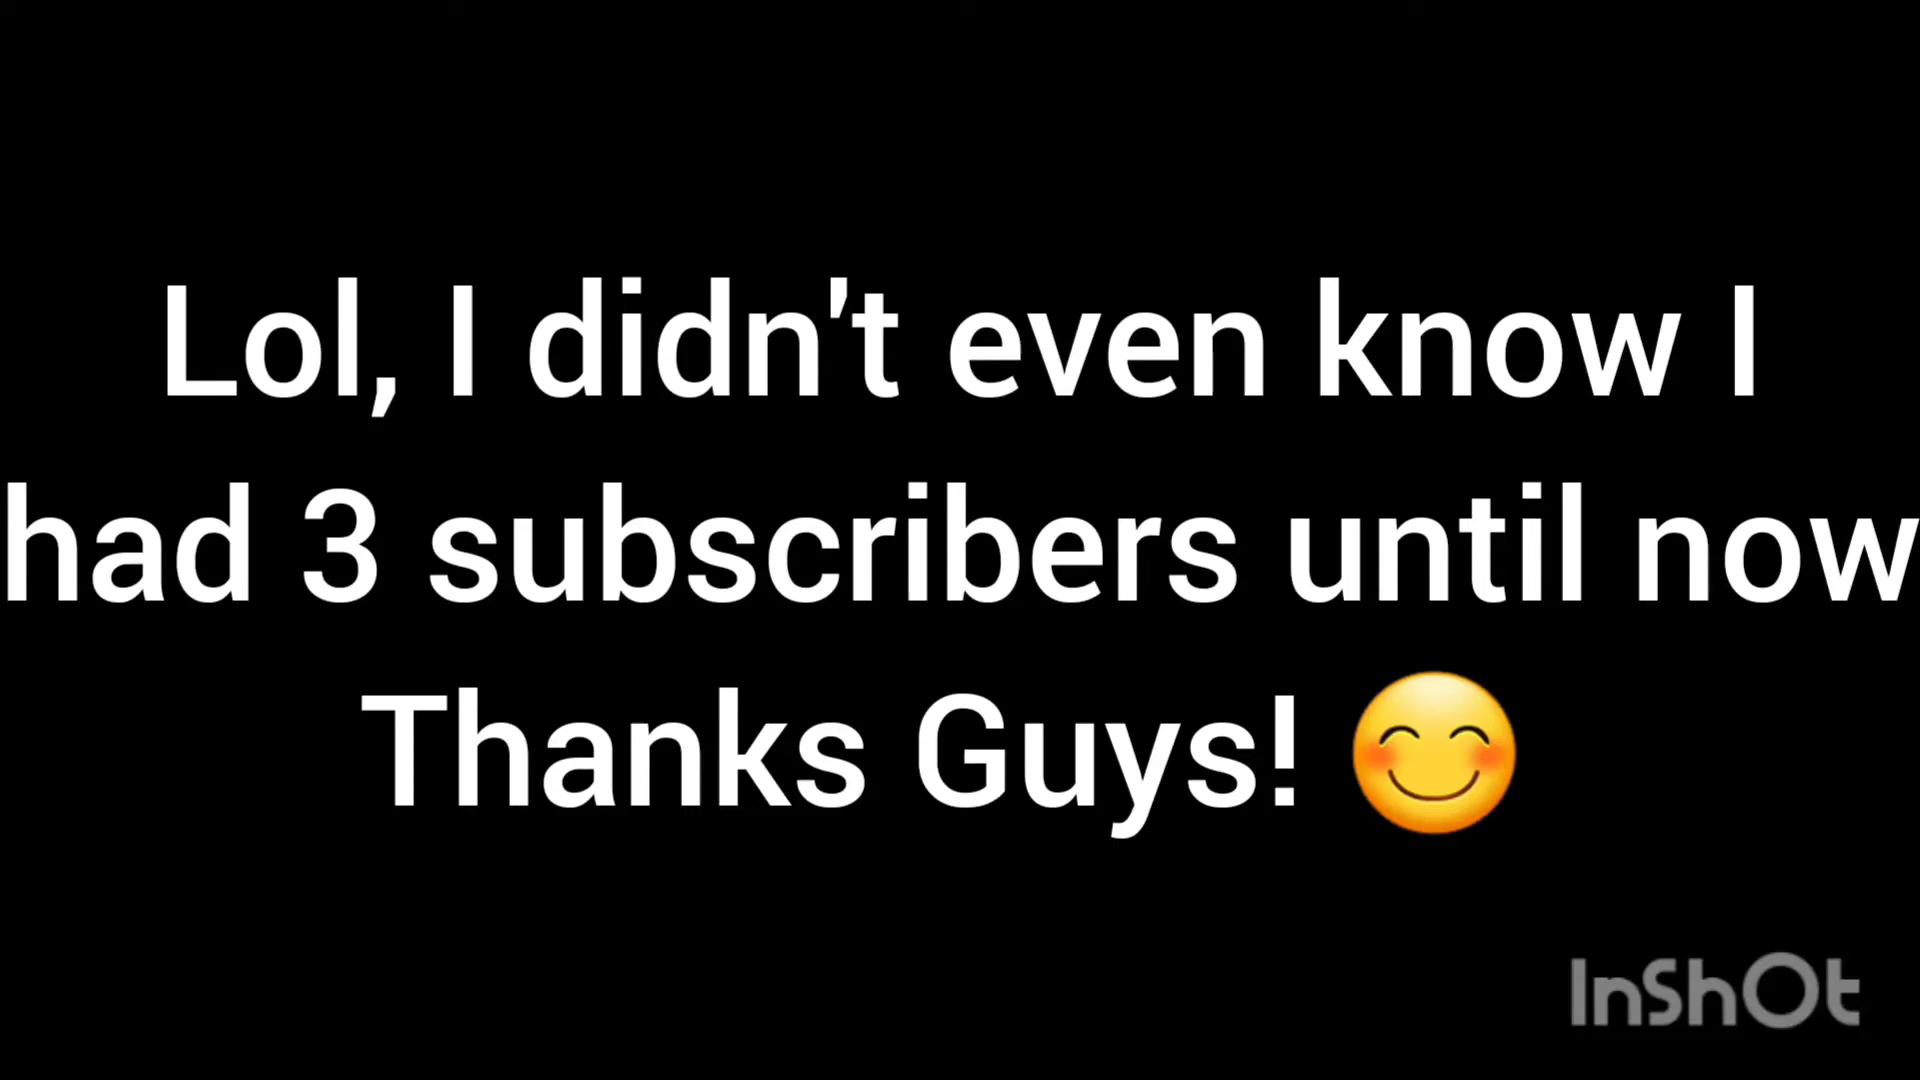 Lol, I didn't even know I
had 3 subscribers until now
Thanks Guys! 😊
InShOt